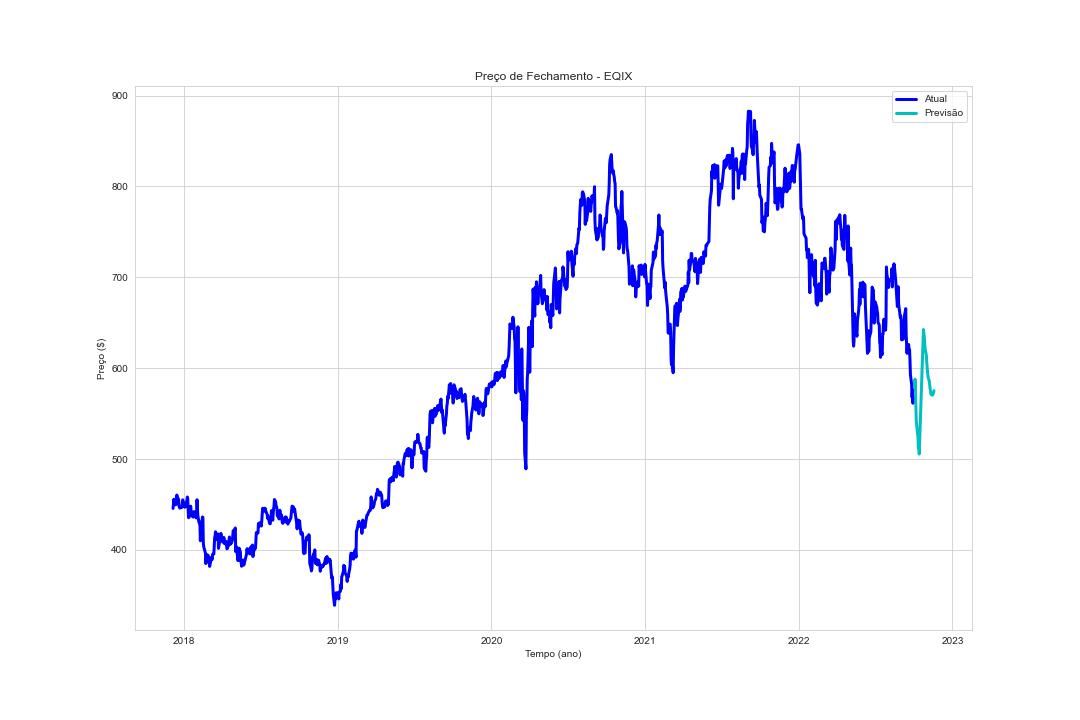 Preço de Fechamento - EQIX
Atual
Previsão
Preço ($)
900
800
700
600
500
400
2018 2019 2020 2021 2022 2023
Tempo (ano)